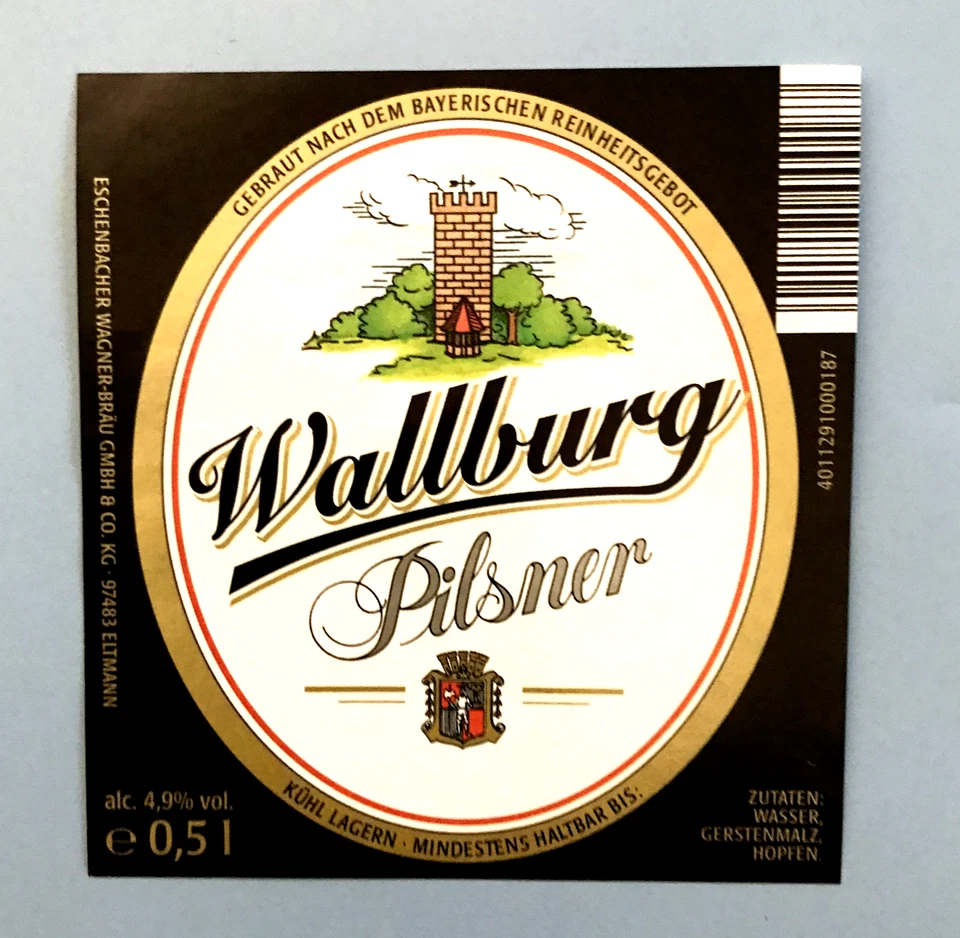 GEBRAUT NACH DEM BAYERISCHEN REINHEITSGEBOT
Wallburg
Pilsner
KÜHL LAGERN · MINDESTENS HALTBAR BIS:
ESCHENBACHER WAGNER-BRÄU GMBH & CO. KG · 97483 ELTMANN
alc. 4,9% vol.
℮ 0,5 l
4011291000187
ZUTATEN:
WASSER,
GERSTENMALZ,
HOPFEN.